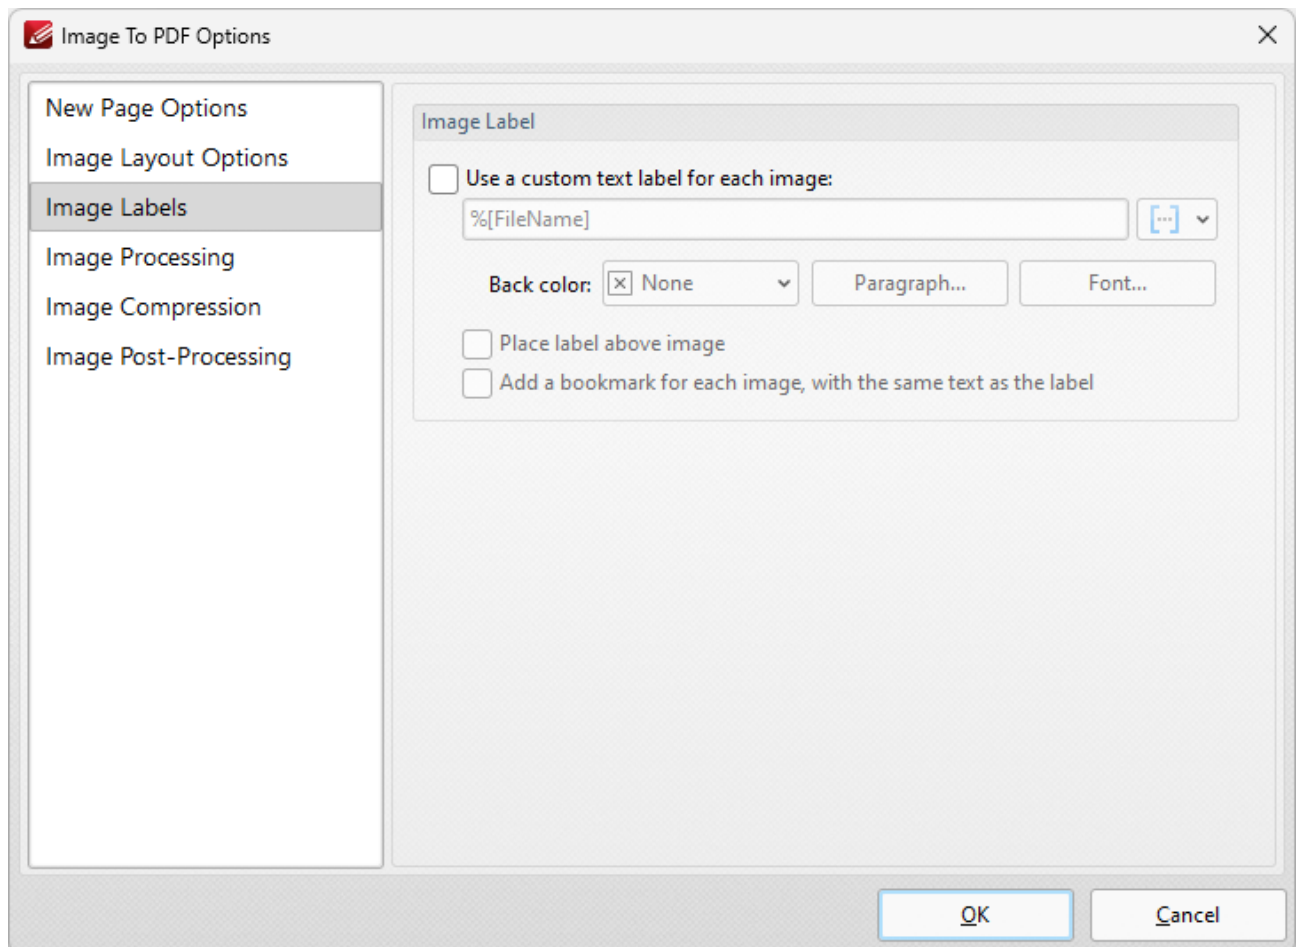 Image To PDF Options
New Page Options
Image Layout Options
Image Labels
Image Processing
Image Compression
Image Post-Processing
Image Label
Use a custom text label for each image:
%[FileName]
Back color: None Paragraph... Font...
Place label above image
Add a bookmark for each image, with the same text as the label
OK Cancel